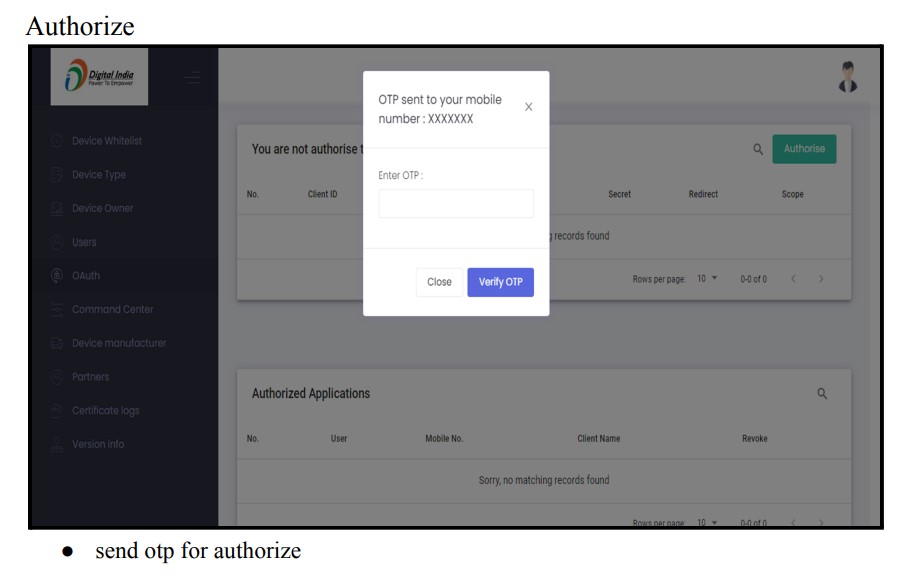 Authorize
Digital India
Power To Empower
OTP sent to your mobile
number : XXXXXXX
X
Device Whitelist
Device Type
Device Owner
Users
OAuth
Command Center
Device manufacturer
Partners
Certificate logs
Version info
You are not authorise t
Authorise
No. Client ID Secret Redirect Scope
Enter OTP :
g records found
Rows per page: 10 0-0 of 0
Close Verify OTP
Authorized Applications
No. User Mobile No. Client Name Revoke
Sorry, no matching records found
Rows per page: 10 0-0 of 0
● send otp for authorize